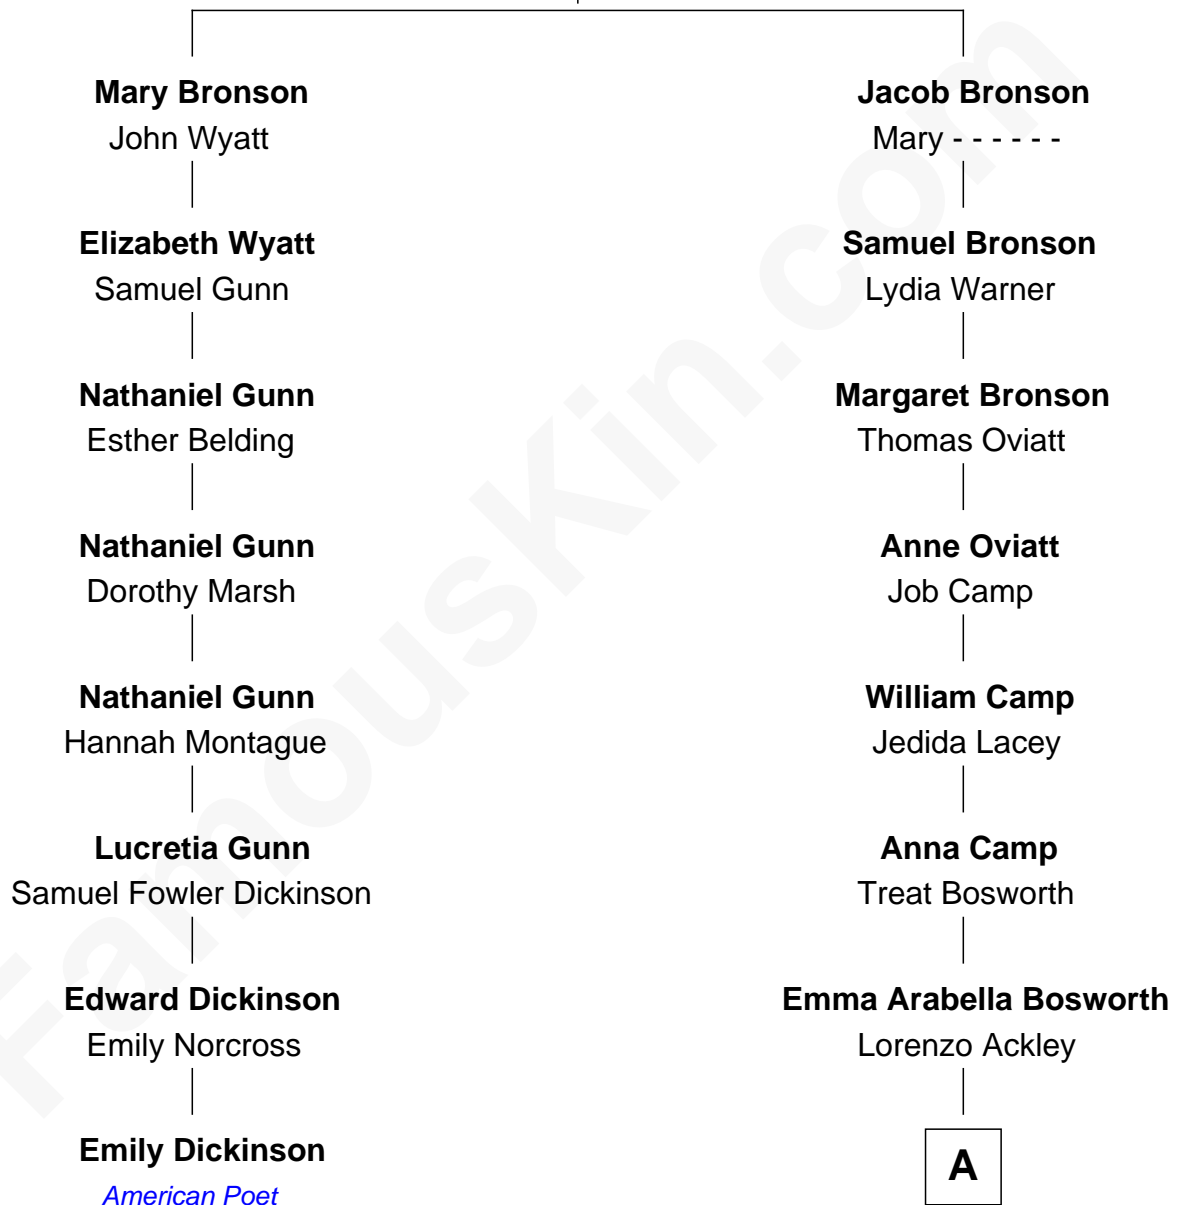 Mary Bronson
John Wyatt
Elizabeth Wyatt
Samuel Gunn
Nathaniel Gunn
Esther Belding
Nathaniel Gunn
Dorothy Marsh
Nathaniel Gunn
Hannah Montague
Lucretia Gunn
Samuel Fowler Dickinson
Edward Dickinson
Emily Norcross
Emily Dickinson
American Poet
Jacob Bronson
Mary - - - - - -
Samuel Bronson
Lydia Warner
Margaret Bronson
Thomas Oviatt
Anne Oviatt
Job Camp
William Camp
Jedida Lacey
Anna Camp
Treat Bosworth
Emma Arabella Bosworth
Lorenzo Ackley
A
FamousKin.com